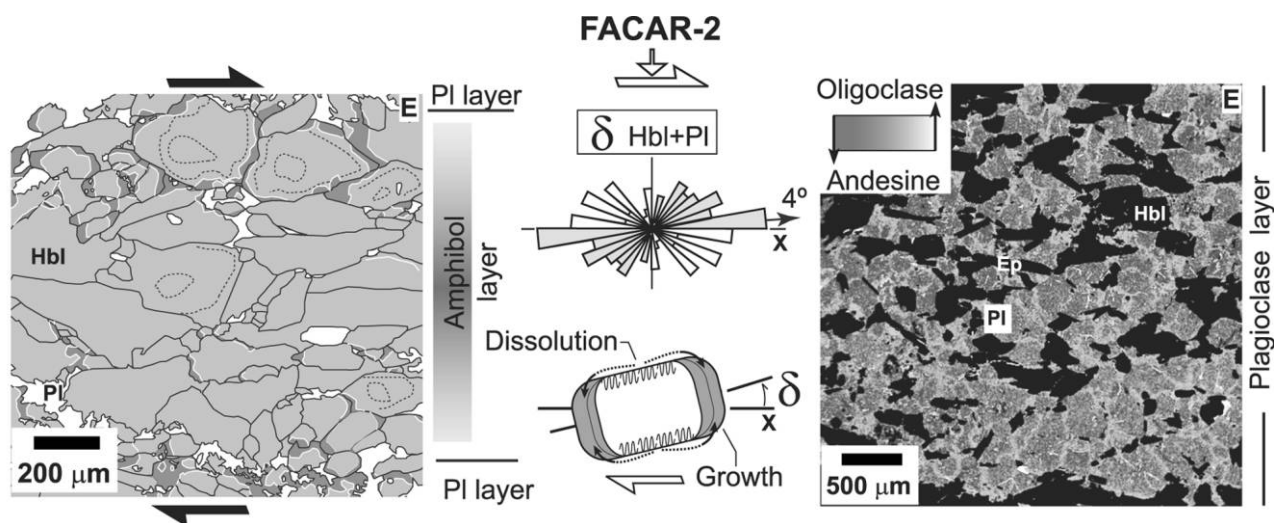 FACAR-2
E
Pl layer
Amphibol
layer
Hbl
Pl
200 µm
Pl layer
δ Hbl+Pl
4º
x
Dissolution
δ
x
Growth
Oligoclase
Andesine
E
Hbl
Ep
Pl
500 µm
Plagioclase layer